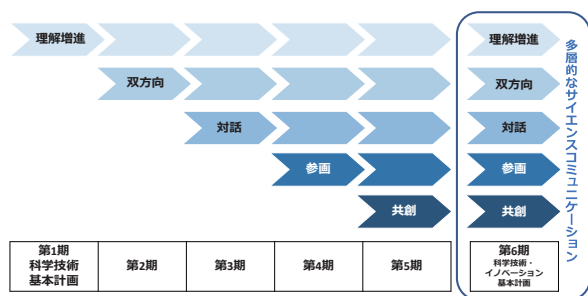 理解増進
双方向
対話
参画
共創
理解増進
双方向
対話
参画
共創
多層的なサイエンスコミュニケーション
第1期
科学技術
基本計画
第2期
第3期
第4期
第5期
第6期
科学技術・
イノベーション
基本計画